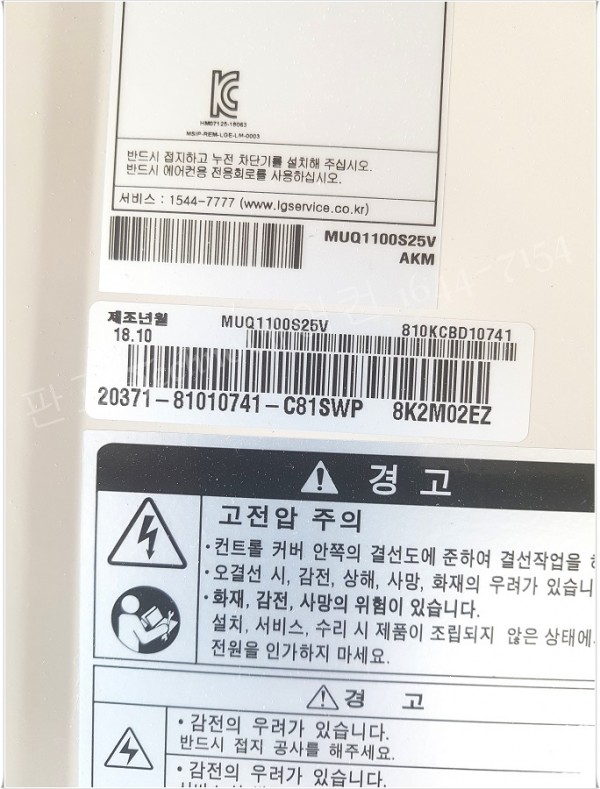 HM07125-18063
MSIP-REM-LGE-LM-0003
반드시 접지하고 누전 차단기를 설치해 주십시오.
반드시 에어컨용 전용회로를 사용하십시오.
서비스 : 1544-7777 (www.lgservice.co.kr)
MUQ1100S25V
AKM
제조년월 MUQ1100S25V 810KCBD10741
18.10
20371-81010741-C81SWP 8K2M02EZ
1644-7154
경 고
고전압 주의
·컨트롤 커버 안쪽의 결선도에 준하여 결선작업을
·오결선 시, 감전, 상해, 사망, 화재의 우려가 있습니
·화재, 감전, 사망의 위험이 있습니다.
설치, 서비스, 수리 시 제품이 조립되지 않은 상태에
전원을 인가하지 마세요.
경 고
·감전의 우려가 있습니다.
반드시 접지 공사를 해주세요.
·감전의 우려가 있습니다.